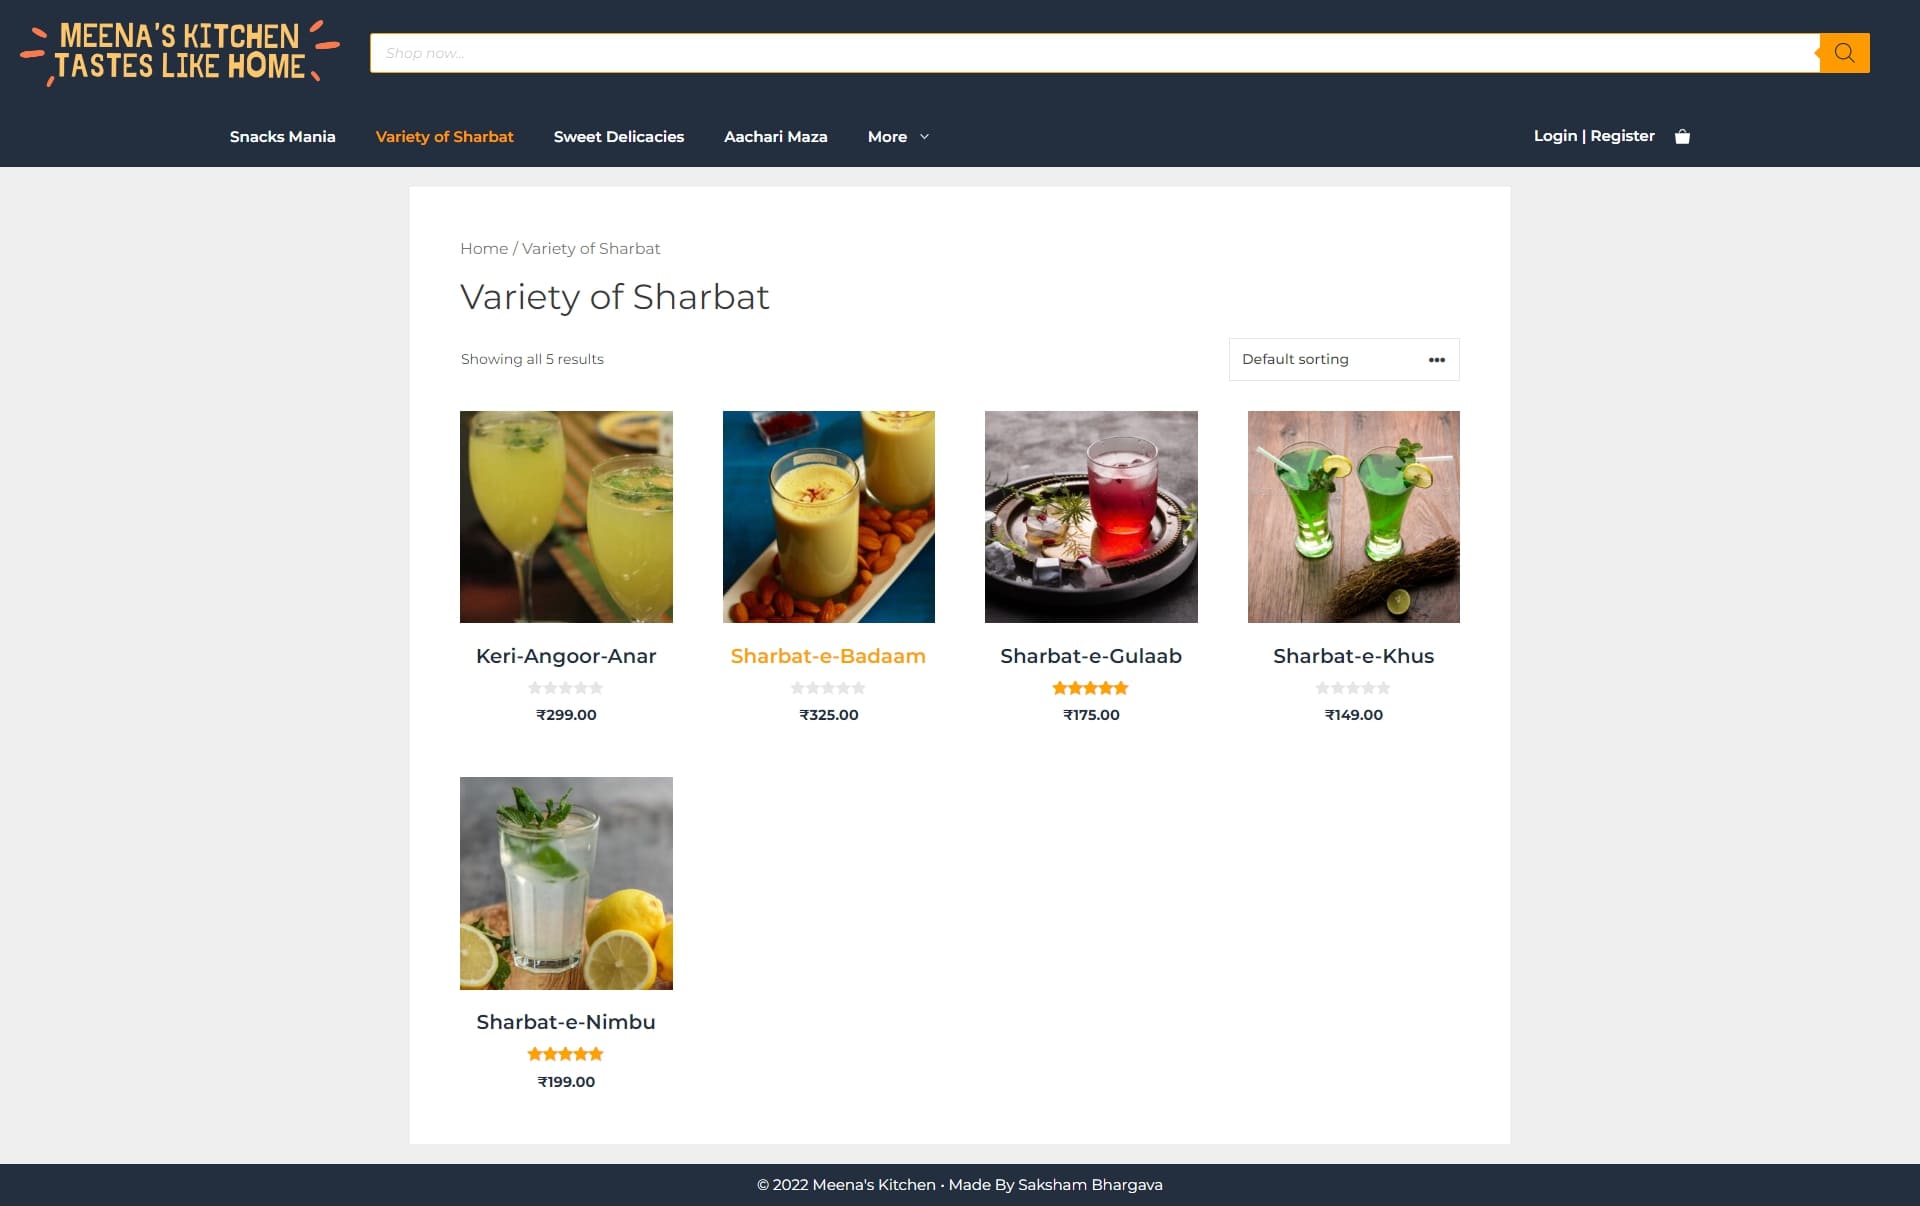 MEENA'S KITCHEN
TASTES LIKE HOME
Shop now...
Snacks Mania
Variety of Sharbat
Sweet Delicacies
Aachari Maza
More
Login | Register
Home / Variety of Sharbat
Variety of Sharbat
Showing all 5 results
Default sorting
Keri-Angoor-Anar
₹299.00
Sharbat-e-Badaam
₹325.00
Sharbat-e-Gulaab
₹175.00
Sharbat-e-Khus
₹149.00
Sharbat-e-Nimbu
₹199.00
© 2022 Meena's Kitchen • Made By Saksham Bhargava